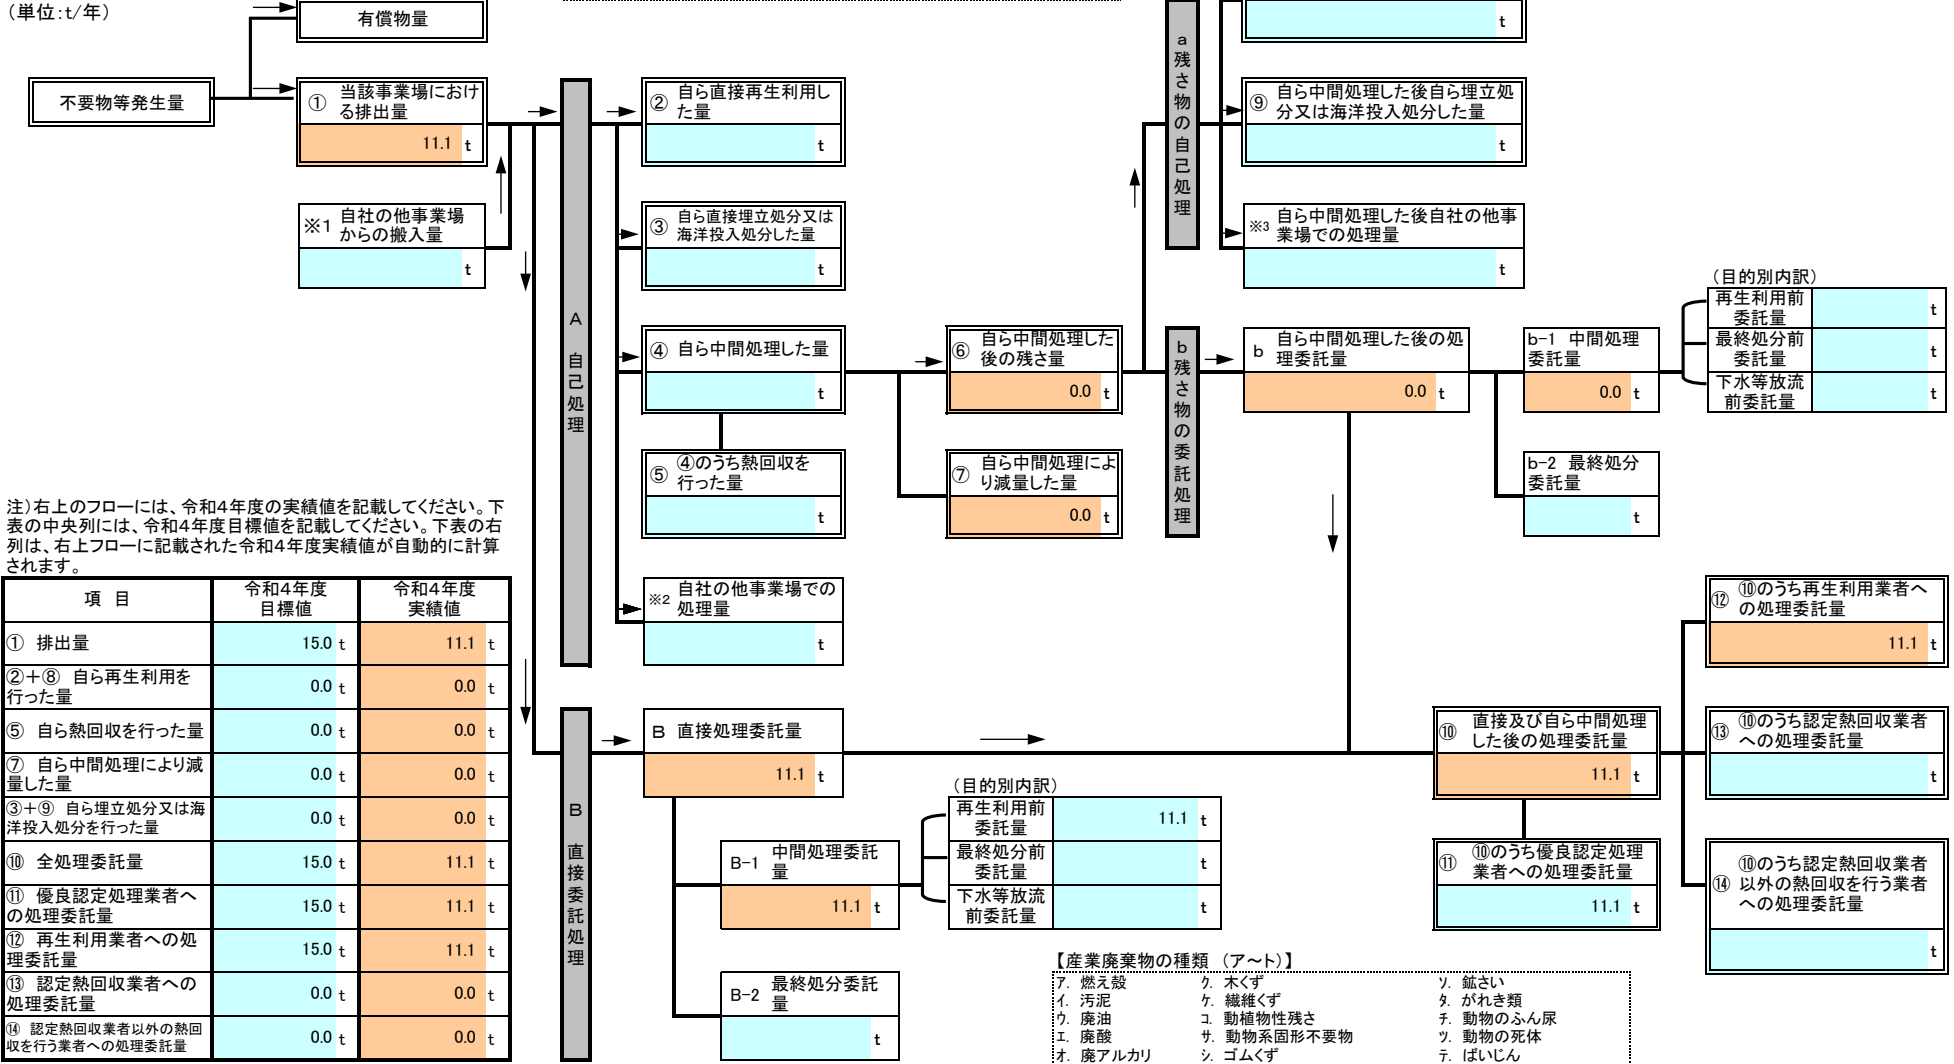 （単位:t/年）
有償物量
不要物等発生量
① 当該事業場におけ
る排出量
11.1 t
※1 自社の他事業場
からの搬入量
t
A 自己処理
② 自ら直接再生利用し
た量
t
③ 自ら直接埋立処分又は
海洋投入処分した量
t
④ 自ら中間処理した量
t
⑤ ④のうち熱回収を
行った量
t
※2 自社の他事業場での
処理量
t
⑥ 自ら中間処理した
後の残さ量
0.0 t
⑦ 自ら中間処理によ
り減量した量
0.0 t
a 残さ物の自己処理
t
⑨ 自ら中間処理した後自ら埋立処
分又は海洋投入処分した量
t
※3 自ら中間処理した後自社の他事
業場での処理量
t
b 残さ物の委託処理
b 自ら中間処理した後の処
理委託量
0.0 t
b-1 中間処理
委託量
0.0 t
b-2 最終処分
委託量
t
（目的別内訳）
再生利用前
委託量 t
最終処分前
委託量 t
下水等放流
前委託量 t
注）右上のフローには、令和4年度の実績値を記載してください。下
表の中央列には、令和4年度目標値を記載してください。下表の右
列は、右上フローに記載された令和4年度実績値が自動的に計算
されます。
項 目 令和4年度 令和4年度
目標値 実績値
① 排出量 15.0 t 11.1 t
②＋⑧ 自ら再生利用を
行った量 0.0 t 0.0 t
⑤ 自ら熱回収を行った量 0.0 t 0.0 t
⑦ 自ら中間処理により減
量した量 0.0 t 0.0 t
③＋⑨ 自ら埋立処分又は海
洋投入処分を行った量 0.0 t 0.0 t
⑩ 全処理委託量 15.0 t 11.1 t
⑪ 優良認定処理業者へ
の処理委託量 15.0 t 11.1 t
⑫ 再生利用業者への処
理委託量 15.0 t 11.1 t
⑬ 認定熱回収業者への
処理委託量 0.0 t 0.0 t
⑭ 認定熱回収業者以外の熱回
収を行う業者への処理委託量 0.0 t 0.0 t
B 直接委託処理
B 直接処理委託量
11.1 t
B-1 中間処理委託
量
11.1 t
B-2 最終処分委託
量
t
（目的別内訳）
再生利用前
委託量 11.1 t
最終処分前
委託量 t
下水等放流
前委託量 t
⑩ 直接及び自ら中間処理
した後の処理委託量
11.1 t
⑪ ⑩のうち優良認定処理
業者への処理委託量
11.1 t
⑫ ⑩のうち再生利用業者へ
の処理委託量
11.1 t
⑬ ⑩のうち認定熱回収業者
への処理委託量
t
⑭ ⑩のうち認定熱回収業者
以外の熱回収を行う業者
への処理委託量
t
【産業廃棄物の種類 （ア～ト）】
ア. 燃え殻 ク. 木くず ソ. 鉱さい
イ. 汚泥 ケ. 繊維くず タ. がれき類
ウ. 廃油 コ. 動植物性残さ チ. 動物のふん尿
エ. 廃酸 サ. 動物系固形不要物 ツ. 動物の死体
オ. 廃アルカリ シ. ゴムくず テ. ばいじん